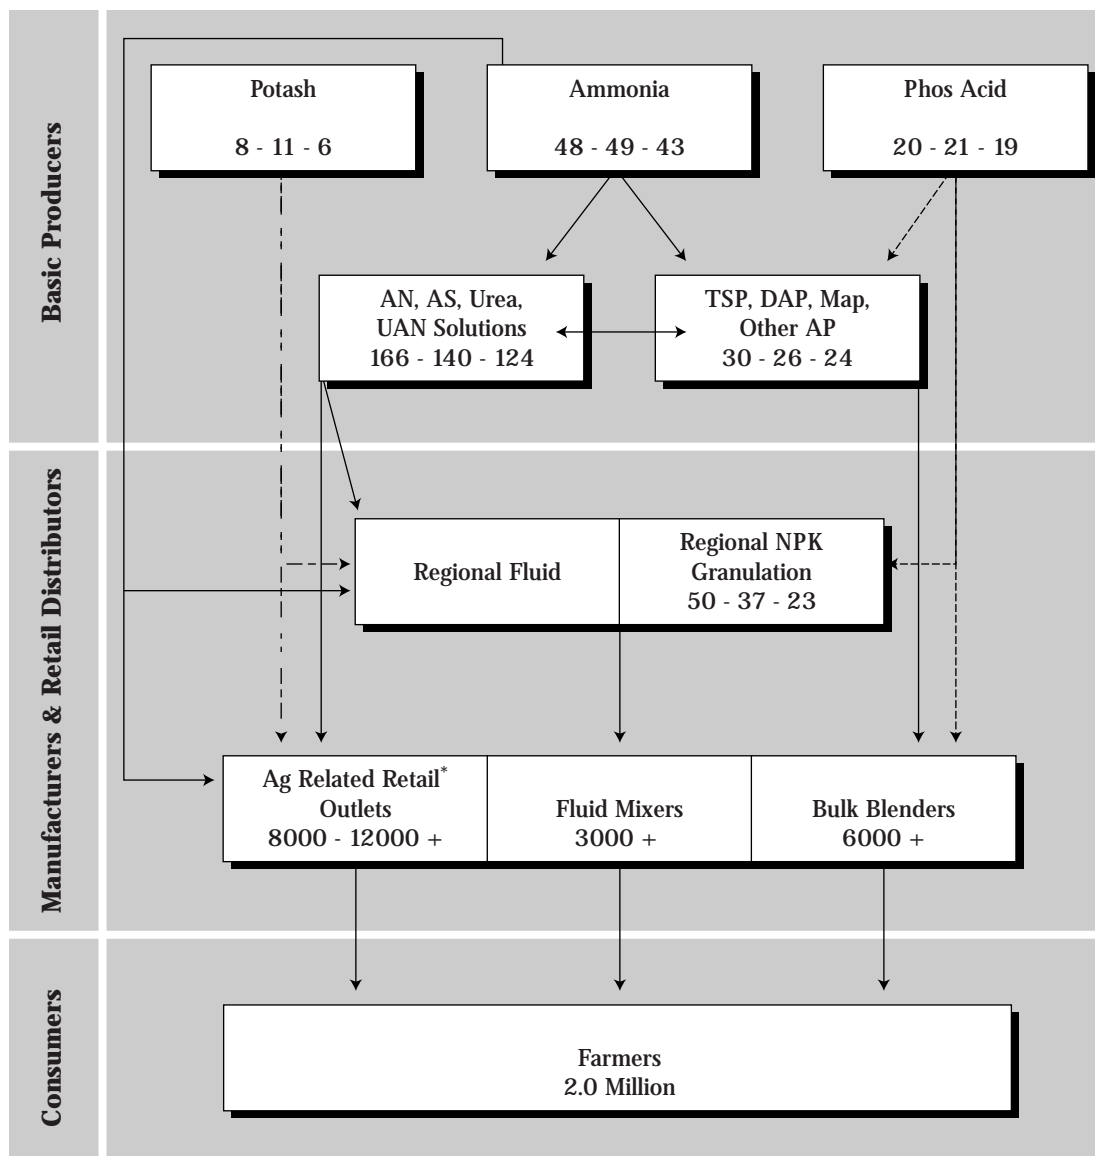 Basic Producers
Potash
8 - 11 - 6
Ammonia
48 - 49 - 43
Phos Acid
20 - 21 - 19
AN, AS, Urea,
UAN Solutions
166 - 140 - 124
TSP, DAP, Map,
Other AP
30 - 26 - 24
Manufacturers & Retail Distributors
Regional Fluid
Regional NPK
Granulation
50 - 37 - 23
Ag Related Retail*
Outlets
8000 - 12000 +
Fluid Mixers
3000 +
Bulk Blenders
6000 +
Consumers
Farmers
2.0 Million